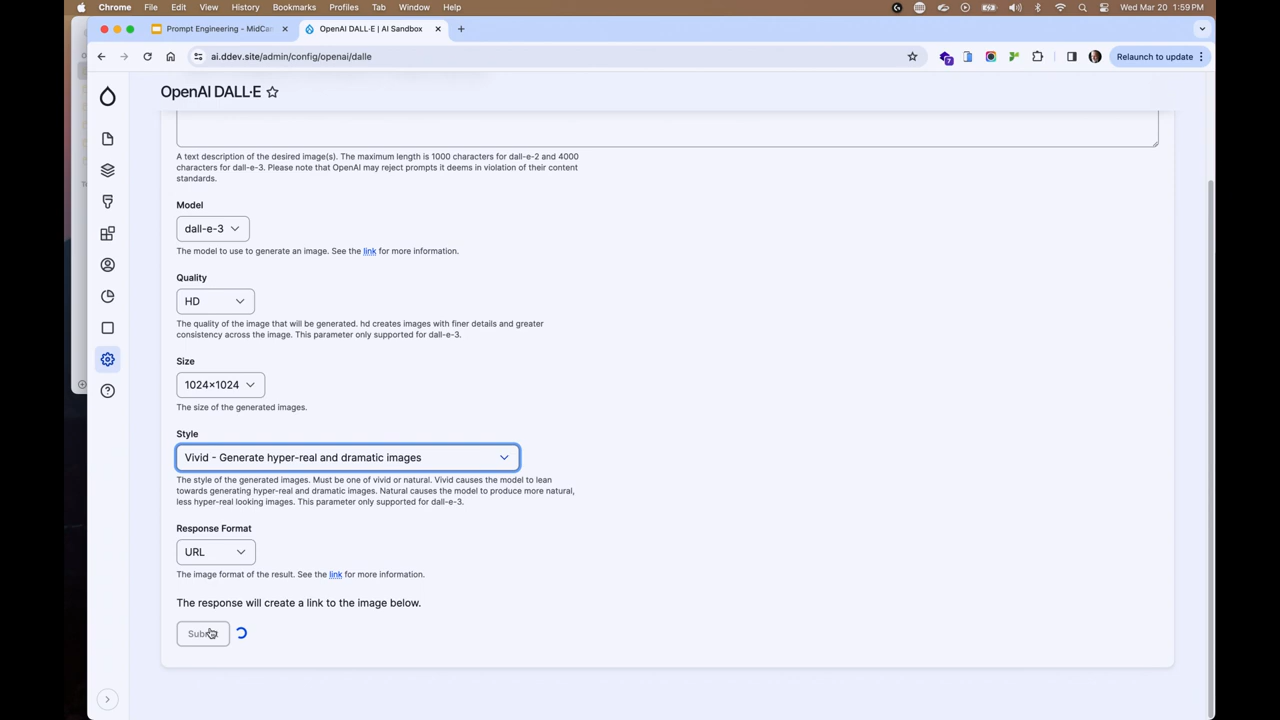 Chrome File Edit View History Bookmarks Profiles Tab Window Help Wed Mar 20 1:59 PM
Prompt Engineering - MidCa OpenAI DALL·E | AI Sandbox
ai.ddev.site/admin/config/openai/dalle Relaunch to update
OpenAI DALL·E
A text description of the desired image(s). The maximum length is 1000 characters for dall-e-2 and 4000
characters for dall-e-3. Please note that OpenAI may reject prompts it deems in violation of their content
standards.
Model
dall-e-3
The model to use to generate an image. See the link for more information.
Quality
HD
The quality of the image that will be generated. hd creates images with finer details and greater
consistency across the image. This parameter only supported for dall-e-3.
Size
1024×1024
The size of the generated images.
Style
Vivid - Generate hyper-real and dramatic images
The style of the generated images. Must be one of vivid or natural. Vivid causes the model to lean
towards generating hyper-real and dramatic images. Natural causes the model to produce more natural,
less hyper-real looking images. This parameter only supported for dall-e-3.
Response Format
URL
The image format of the result. See the link for more information.
The response will create a link to the image below.
Submit